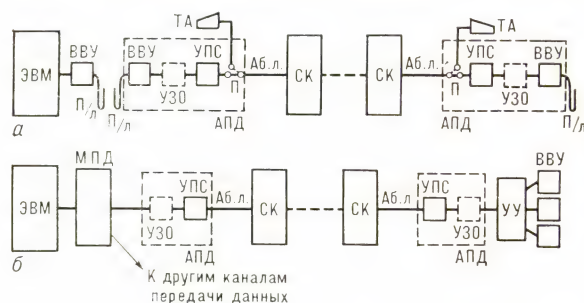 ТА
ТА
ВВУ
ВВУ
УПС
УПС
ВВУ
ЭВМ
Аб.л.
СК
СК
Аб.л.
УЗО
П
П
УЗО
П/л
П/л
АПД
АПД
П/л
а
МПД
ВВУ
УПС
Аб.л.
Аб.л.
УПС
ЭВМ
СК
СК
УУ
УЗО
УЗО
АПД
АПД
б
К другим каналам
передачи данных